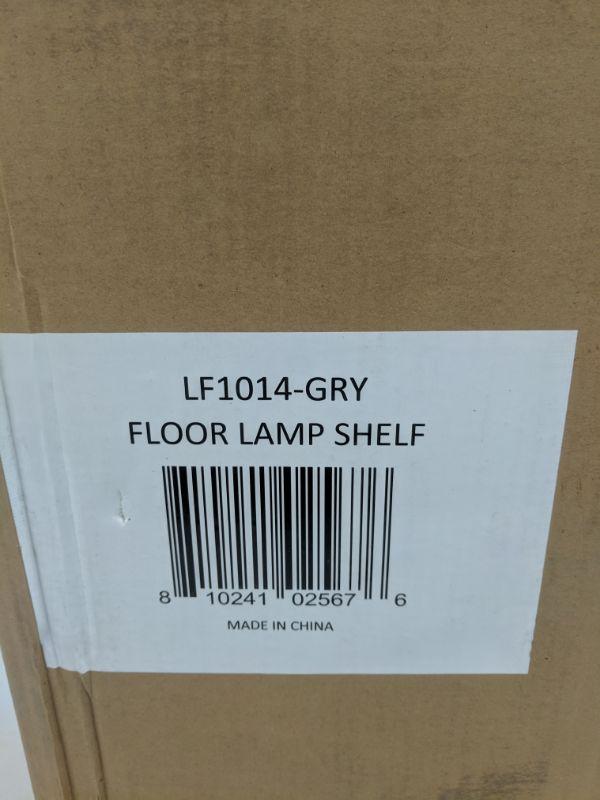 LF1014-GRY
FLOOR LAMP SHELF
8 10241 02567 6
MADE IN CHINA